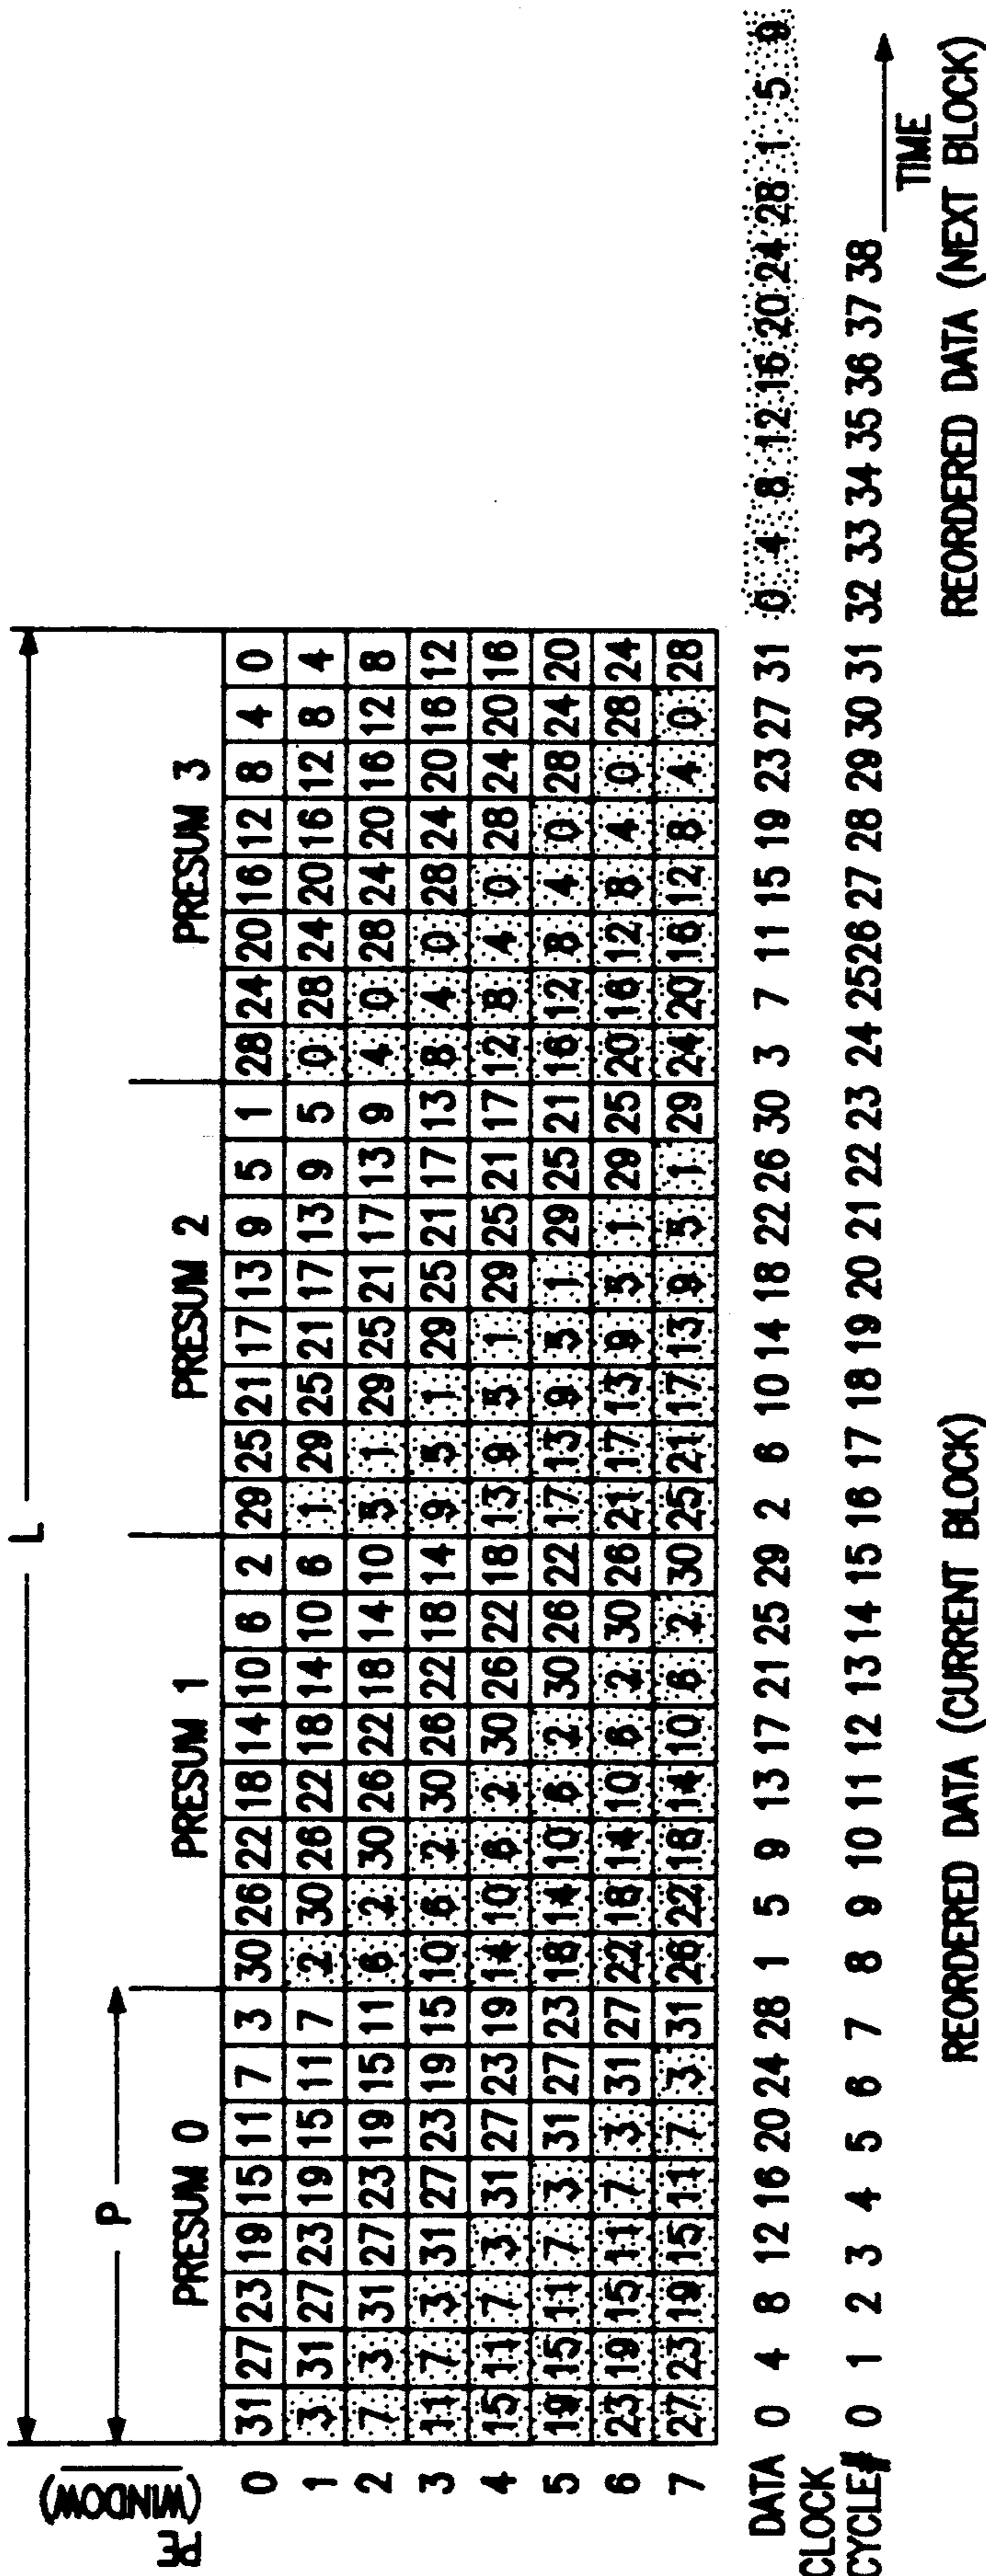 L
P
K
(WINDOW)
PRESUM 0 PRESUM 1 PRESUM 2 PRESUM 3
0 31 27 23 19 15 11 7 3 30 26 22 18 14 10 6 2 29 25 21 17 13 9 5 1 28 24 20 16 12 8 4 0
1 3 31 27 23 19 15 11 7 2 30 26 22 18 14 10 6 1 29 25 21 17 13 9 5 0 28 24 20 16 12 8 4
2 7 3 31 27 23 19 15 11 6 2 30 26 22 18 14 10 5 1 29 25 21 17 13 9 4 0 28 24 20 16 12 8
3 11 7 3 31 27 23 19 15 10 6 2 30 26 22 18 14 9 5 1 29 25 21 17 13 8 4 0 28 24 20 16 12
4 15 11 7 3 31 27 23 19 14 10 6 2 30 26 22 18 13 9 5 1 29 25 21 17 12 8 4 0 28 24 20 16
5 19 15 11 7 3 31 27 23 18 14 10 6 2 30 26 22 17 13 9 5 1 29 25 21 16 12 8 4 0 28 24 20
6 23 19 15 11 7 3 31 27 22 18 14 10 6 2 30 26 21 17 13 9 5 1 29 25 20 16 12 8 4 0 28 24
7 27 23 19 15 11 7 3 31 26 22 18 14 10 6 2 30 25 21 17 13 9 5 1 29 24 20 16 12 8 4 0 28
DATA 0 4 8 12 16 20 24 28 1 5 9 13 17 21 25 29 2 6 10 14 18 22 26 30 3 7 11 15 19 23 27 31 0 4 8 12 16 20 24 28 1 5 9
CLOCK
CYCLE# 0 1 2 3 4 5 6 7 8 9 10 11 12 13 14 15 16 17 18 19 20 21 22 23 24 25 26 27 28 29 30 31 32 33 34 35 36 37 38
TIME
REORDERED DATA (CURRENT BLOCK) REORDERED DATA (NEXT BLOCK)